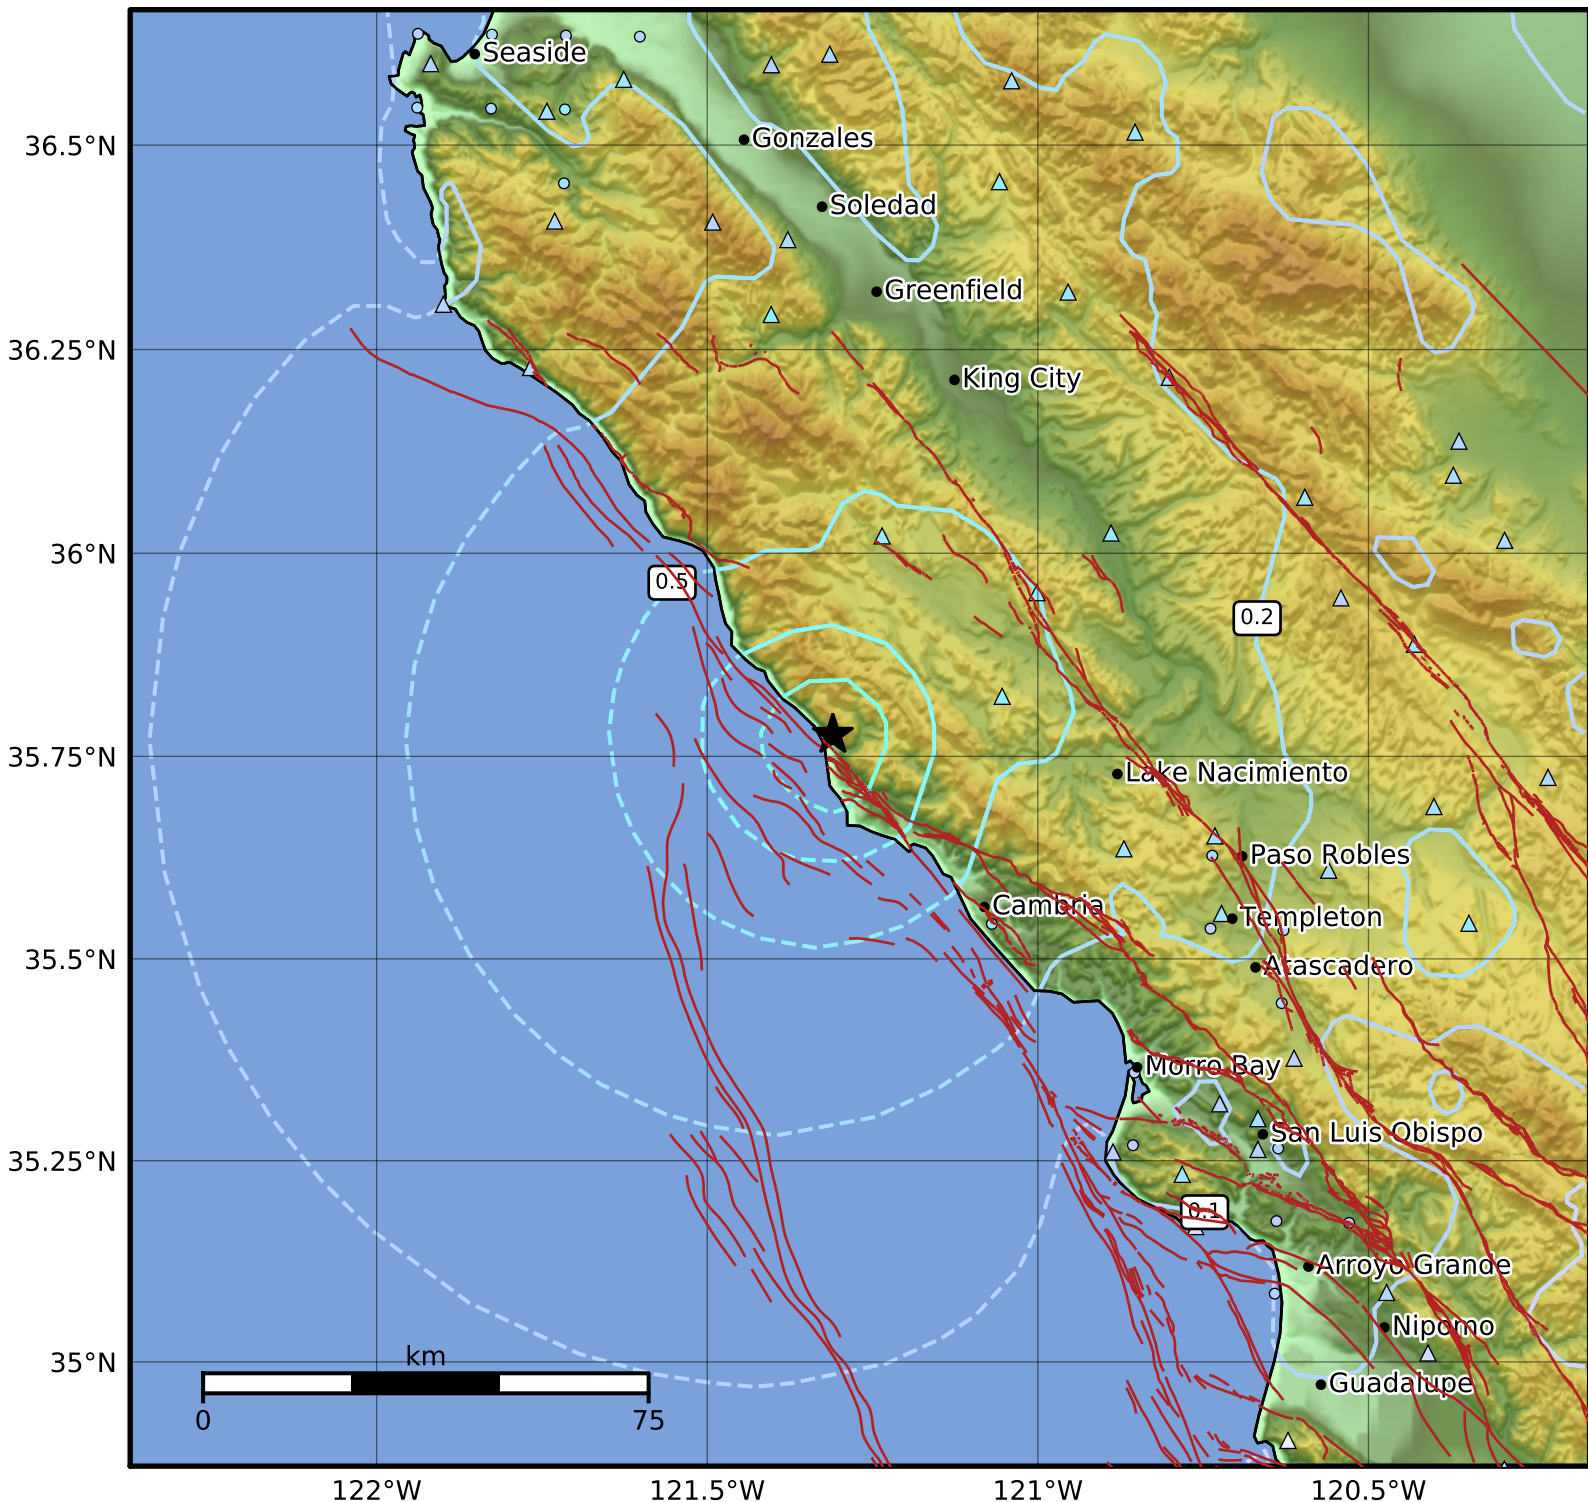 Seaside
36.5°N
Gonzales
Soledad
Greenfield
36.25°N
King City
36°N
0.5
0.2
35.75°N
Lake Nacimiento
Paso Robles
Cambria
Templeton
35.5°N
Atascadero
Morro Bay
San Luis Obispo
35.25°N
0.1
Arroyo Grande
Nipomo
35°N
km
Guadalupe
0
75
122°W
121.5°W
121°W
120.5°W